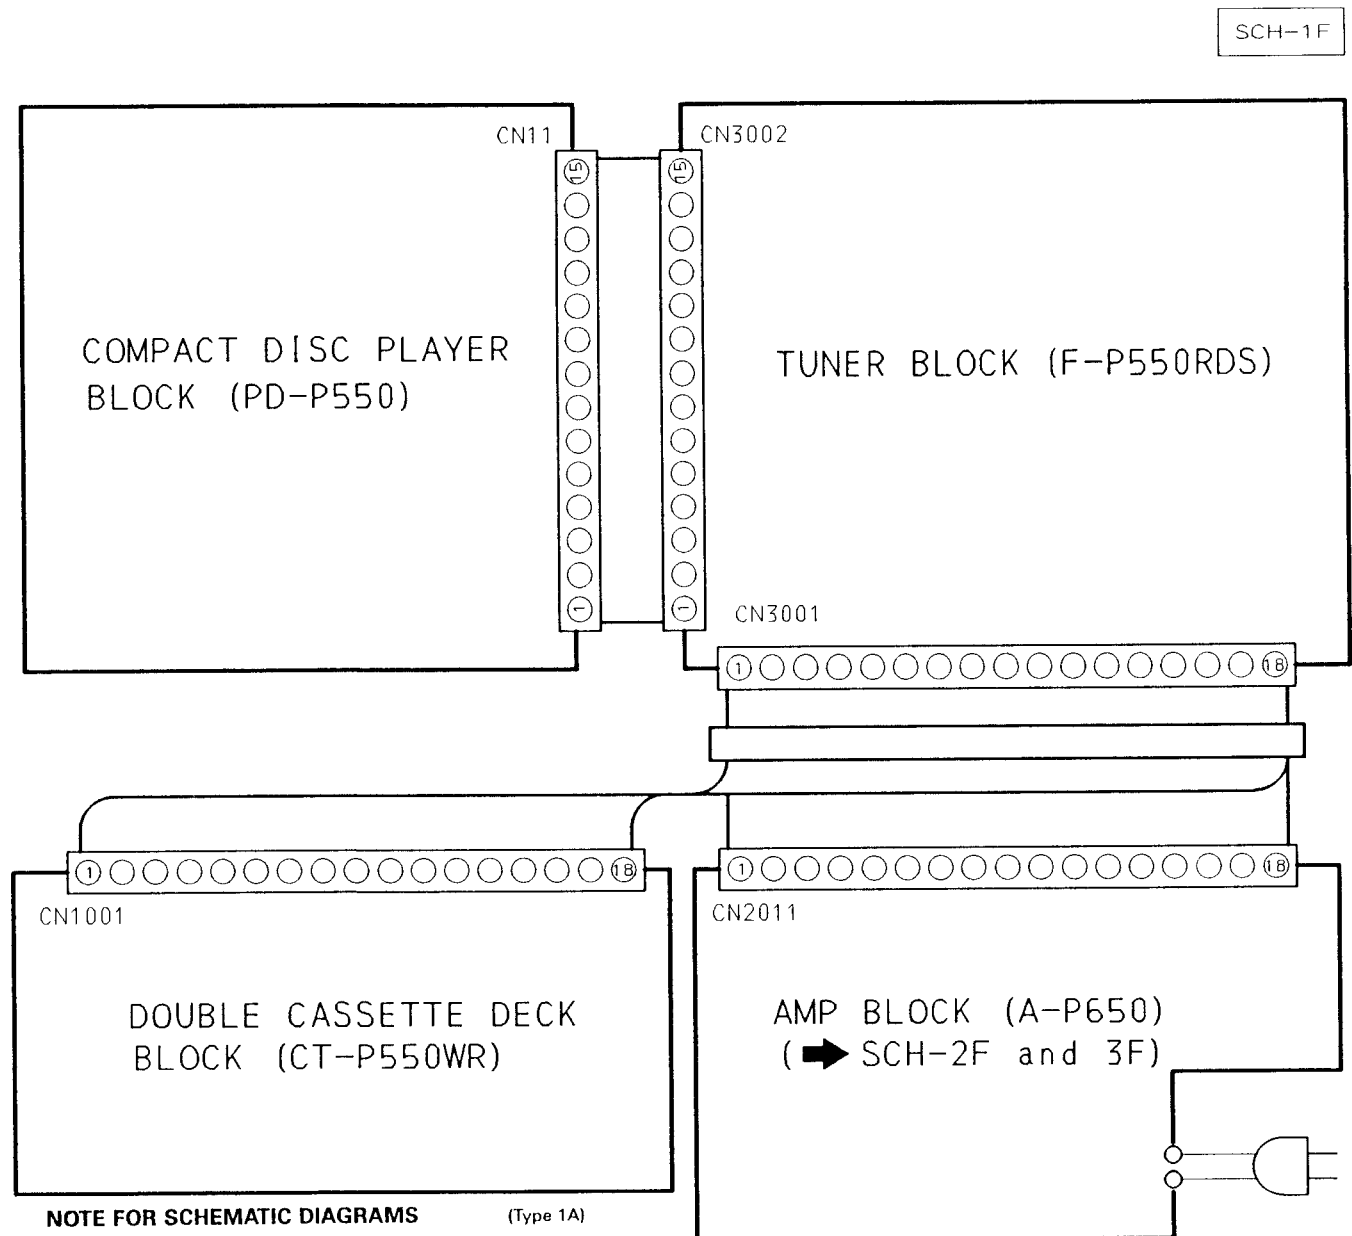 SCH-1F
CN11
CN3002
15
15
COMPACT DISC PLAYER
BLOCK (PD-P550)
TUNER BLOCK (F-P550RDS)
1
1
CN3001
1
18
1
18
1
18
CN1001
CN2011
DOUBLE CASSETTE DECK
BLOCK (CT-P550WR)
AMP BLOCK (A-P650)
(➡ SCH-2F and 3F)
NOTE FOR SCHEMATIC DIAGRAMS (Type 1A)